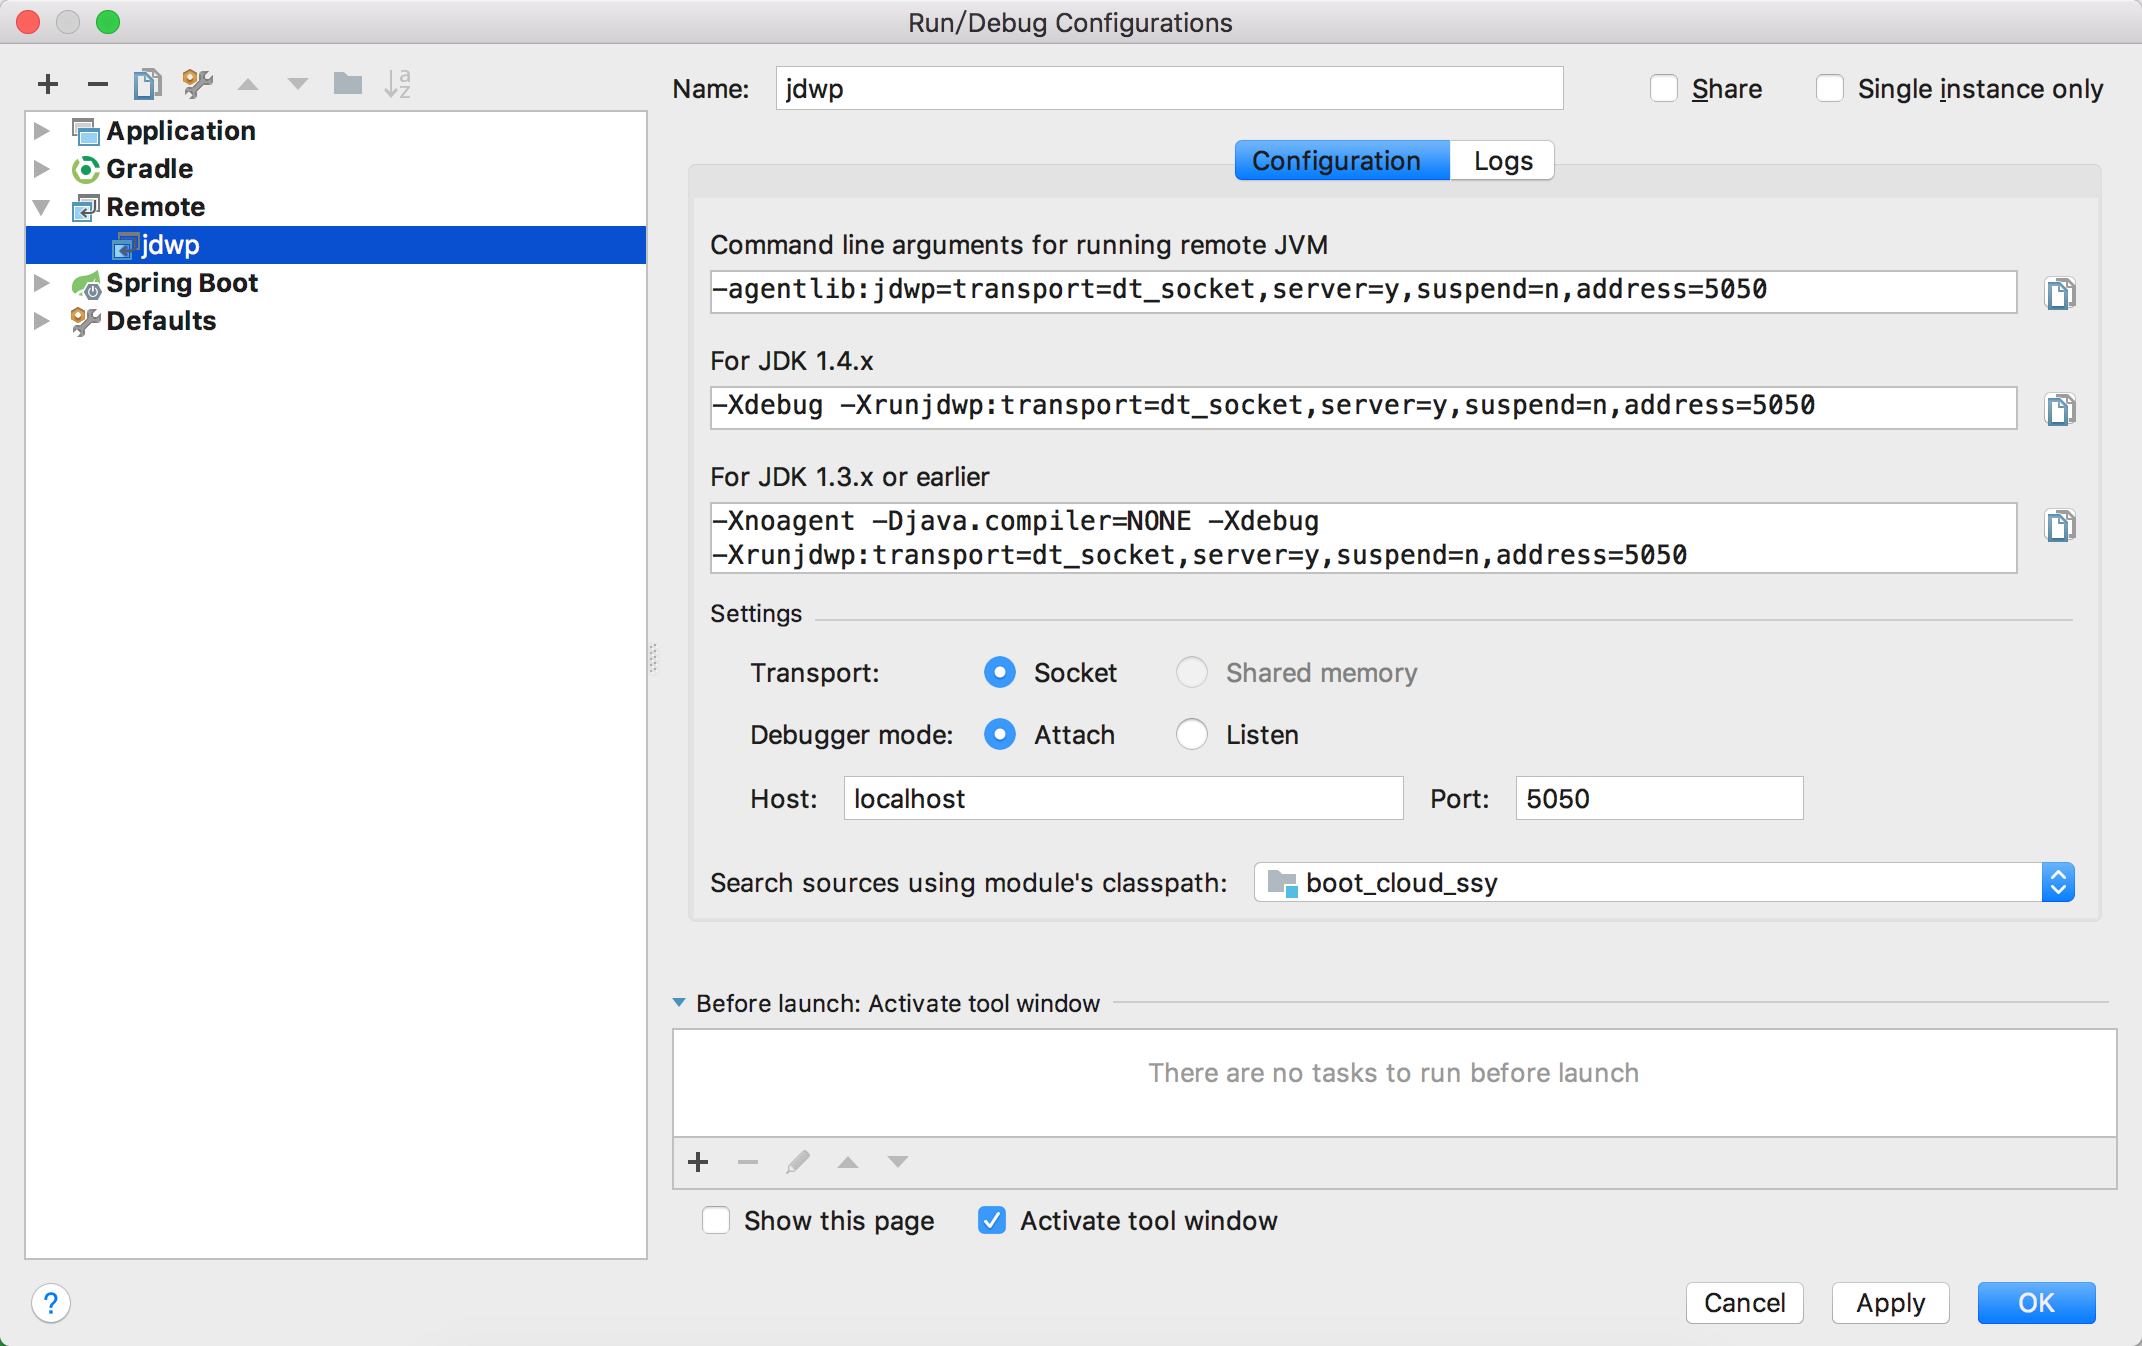 Run/Debug Configurations
Name: jdwp
Share
Single instance only
Application
Gradle
Remote
jdwp
Spring Boot
Defaults
Configuration
Logs
Command line arguments for running remote JVM
-agentlib:jdwp=transport=dt_socket,server=y,suspend=n,address=5050
For JDK 1.4.x
-Xdebug -Xrunjdwp:transport=dt_socket,server=y,suspend=n,address=5050
For JDK 1.3.x or earlier
-Xnoagent -Djava.compiler=NONE -Xdebug
-Xrunjdwp:transport=dt_socket,server=y,suspend=n,address=5050
Settings
Transport: Socket Shared memory
Debugger mode: Attach Listen
Host: localhost Port: 5050
Search sources using module's classpath: boot_cloud_ssy
Before launch: Activate tool window
There are no tasks to run before launch
Show this page
Activate tool window
?
Cancel
Apply
OK